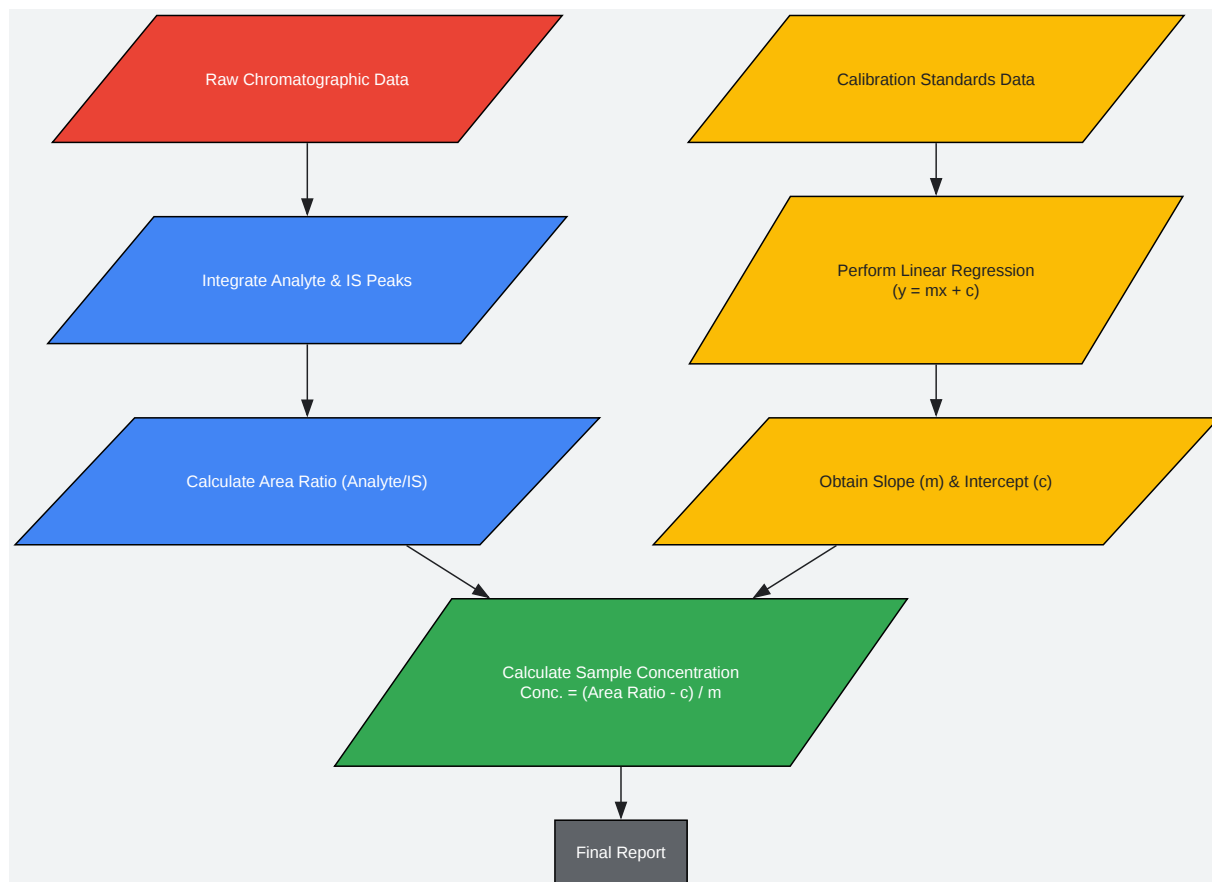 Raw Chromatographic Data
Calibration Standards Data
Integrate Analyte & IS Peaks
Perform Linear Regression
(y = mx + c)
Calculate Area Ratio (Analyte/IS)
Obtain Slope (m) & Intercept (c)
Calculate Sample Concentration
Conc. = (Area Ratio - c) / m
Final Report